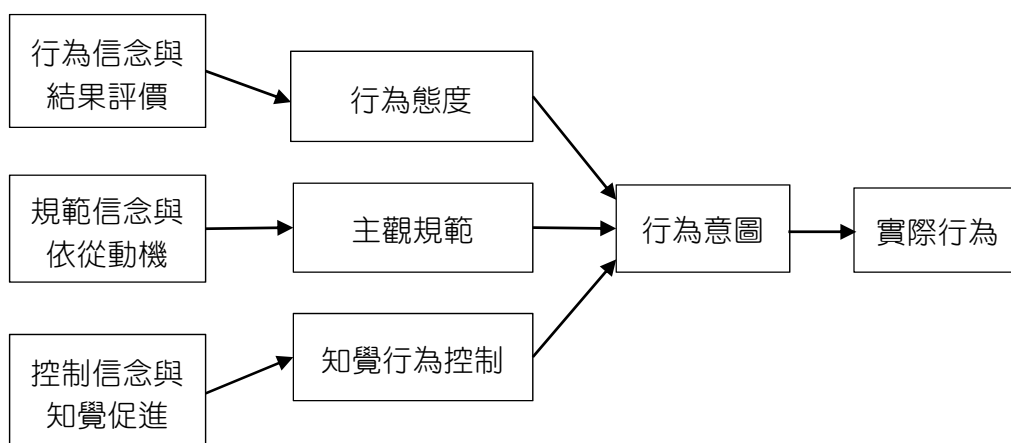 行為信念與
結果評價
行為態度
規範信念與
依從動機
主觀規範
行為意圖
實際行為
控制信念與
知覺促進
知覺行為控制